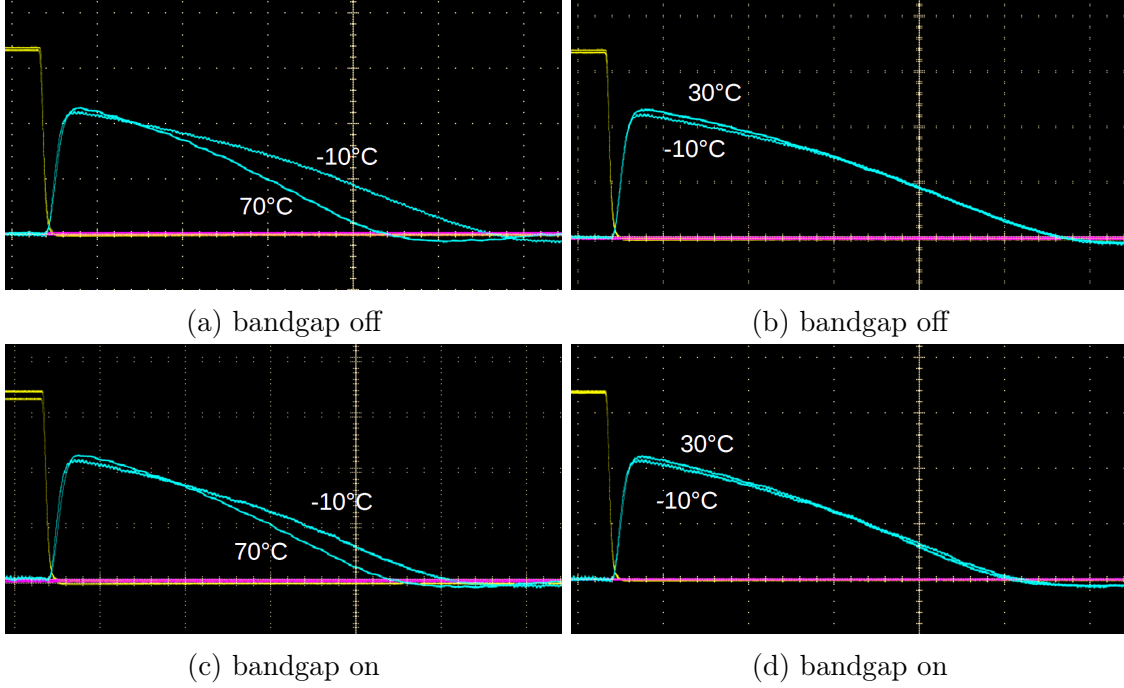 -10°C
70°C
30°C
-10°C
(a) bandgap off
(b) bandgap off
-10°C
70°C
30°C
-10°C
(c) bandgap on
(d) bandgap on